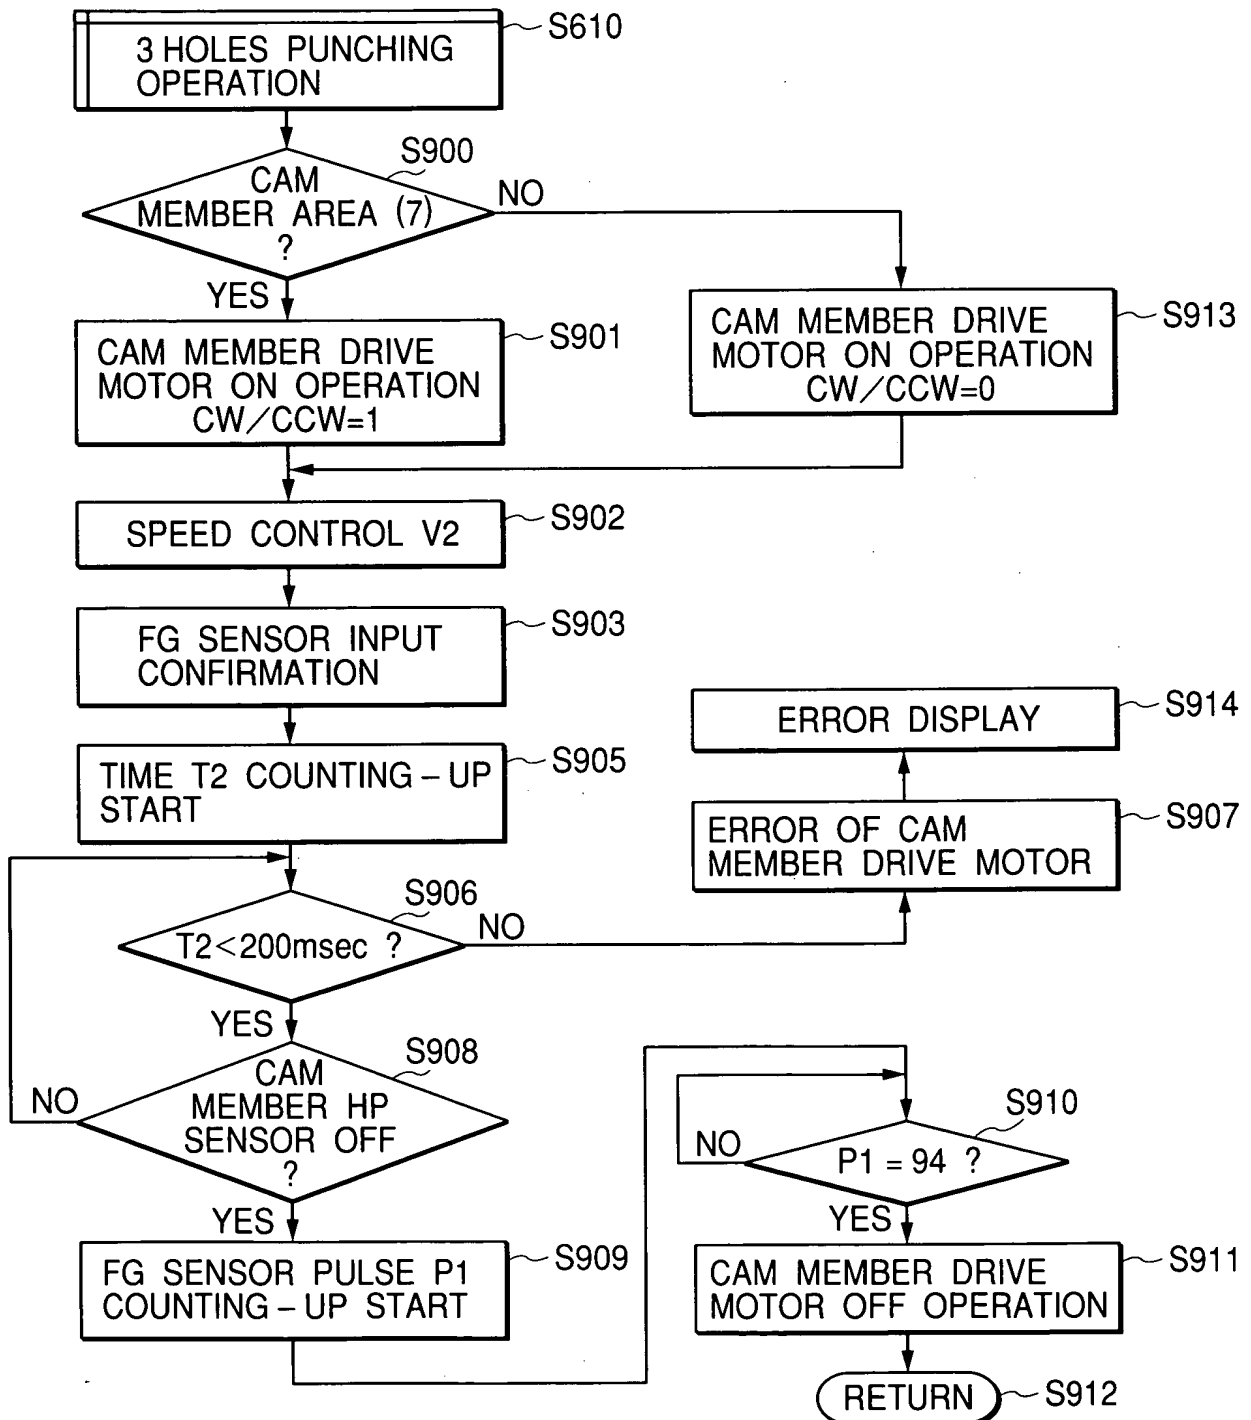 3 HOLES PUNCHING
OPERATION
S610
S900
CAM
MEMBER AREA (7)
?
NO
YES
S901
CAM MEMBER DRIVE
MOTOR ON OPERATION
CW/CCW=1
S913
CAM MEMBER DRIVE
MOTOR ON OPERATION
CW/CCW=0
SPEED CONTROL V2
S902
FG SENSOR INPUT
CONFIRMATION
S903
TIME T2 COUNTING-UP
START
S905
ERROR DISPLAY
S914
ERROR OF CAM
MEMBER DRIVE MOTOR
S907
S906
T2<200msec ?
NO
YES
S908
CAM
MEMBER HP
SENSOR OFF
?
NO
YES
FG SENSOR PULSE P1
COUNTING-UP START
S909
S910
P1 = 94 ?
NO
YES
CAM MEMBER DRIVE
MOTOR OFF OPERATION
S911
RETURN
S912